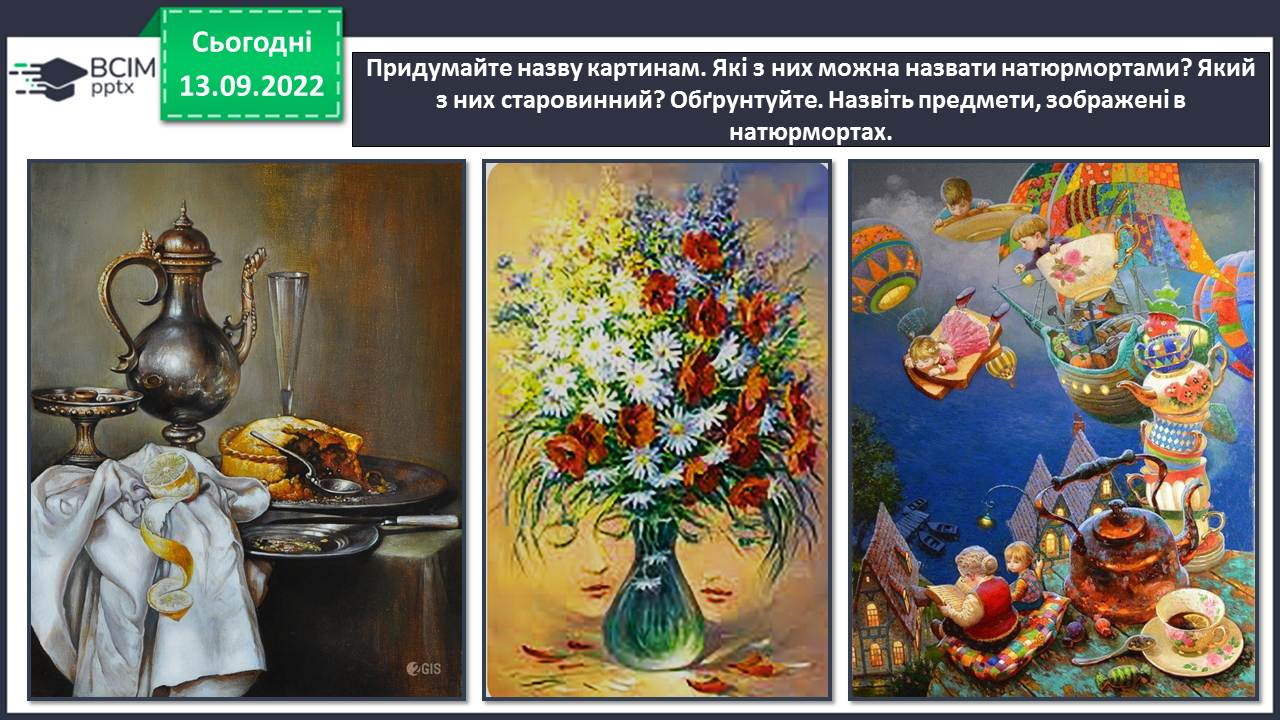 Сьогодні
13.09.2022
ВСІМ
pptx
Придумайте назву картинам. Які з них можна назвати натюрмортами? Який
з них старовинний? Обґрунтуйте. Назвіть предмети, зображені в
натюрмортах.
2GIS